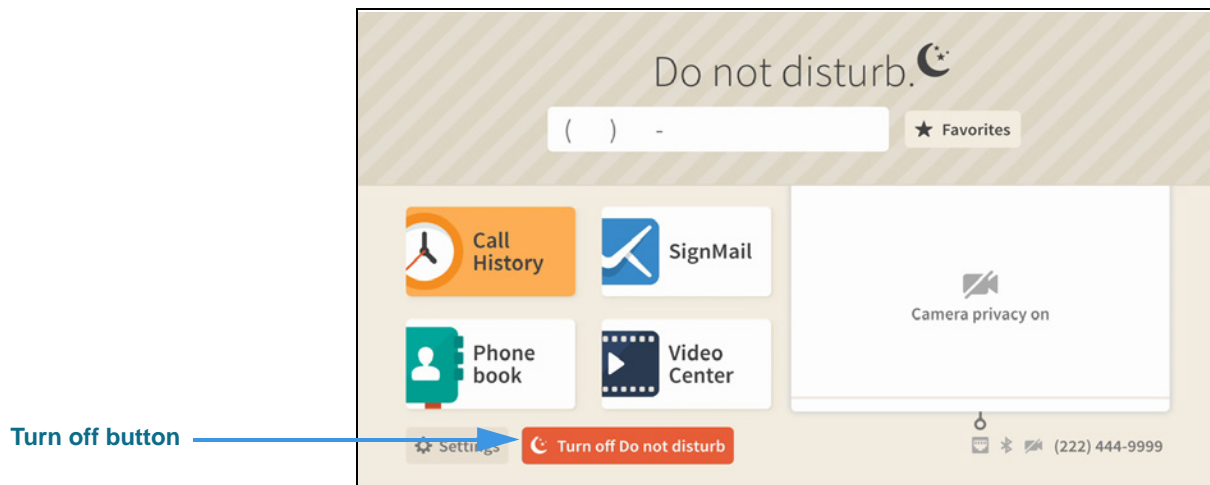 Do not disturb.
( ) -
Favorites
Call
History
SignMail
Camera privacy on
Phone
book
Video
Center
Turn off button
Settings
Turn off Do not disturb
(222) 444-9999